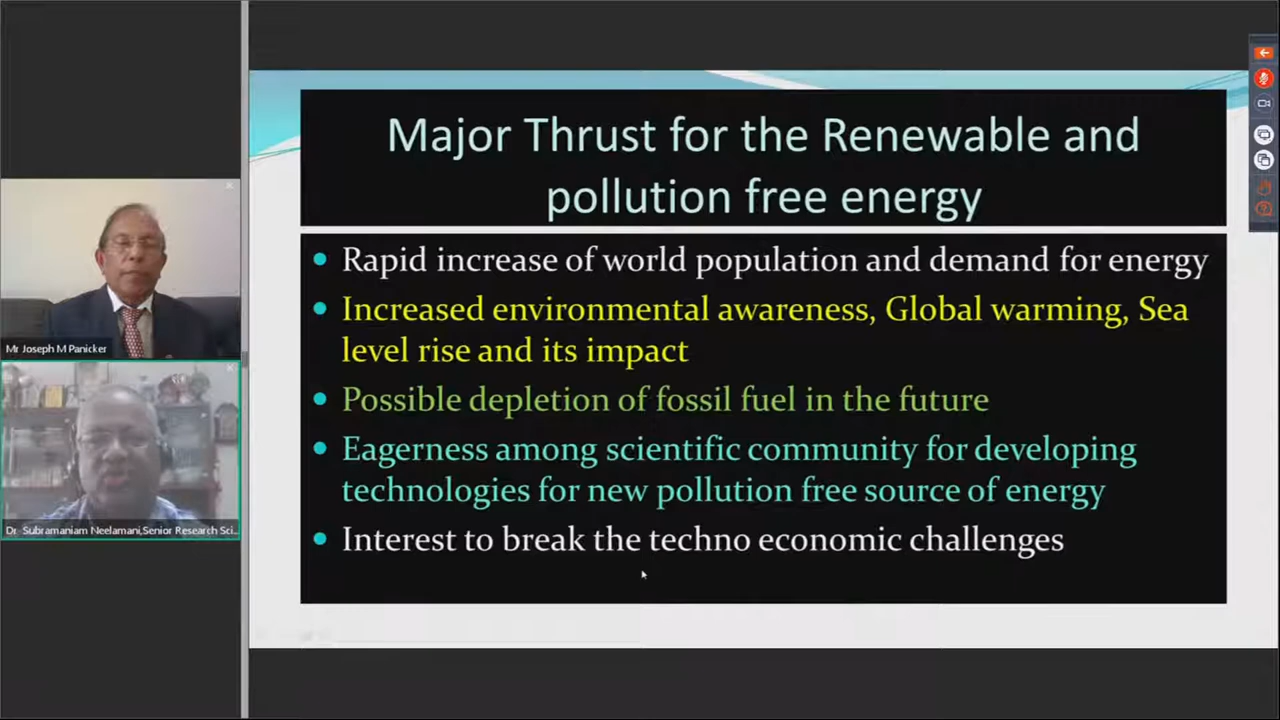 Major Thrust for the Renewable and
pollution free energy
• Rapid increase of world population and demand for energy
• Increased environmental awareness, Global warming, Sea
level rise and its impact
• Possible depletion of fossil fuel in the future
• Eagerness among scientific community for developing
technologies for new pollution free source of energy
• Interest to break the techno economic challenges
Mr Joseph M Panicker
Dr- Subramaniam Neelamani,Senior Research Sci...